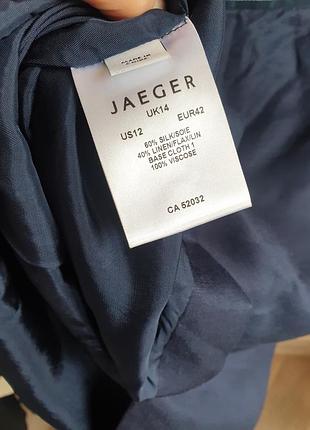 JAEGER
UK14
US12 EUR42
60% SILK/SOIE
40% LINEN/FLAX/LIN
BASE CLOTH 1
100% VISCOSE
CA 52032